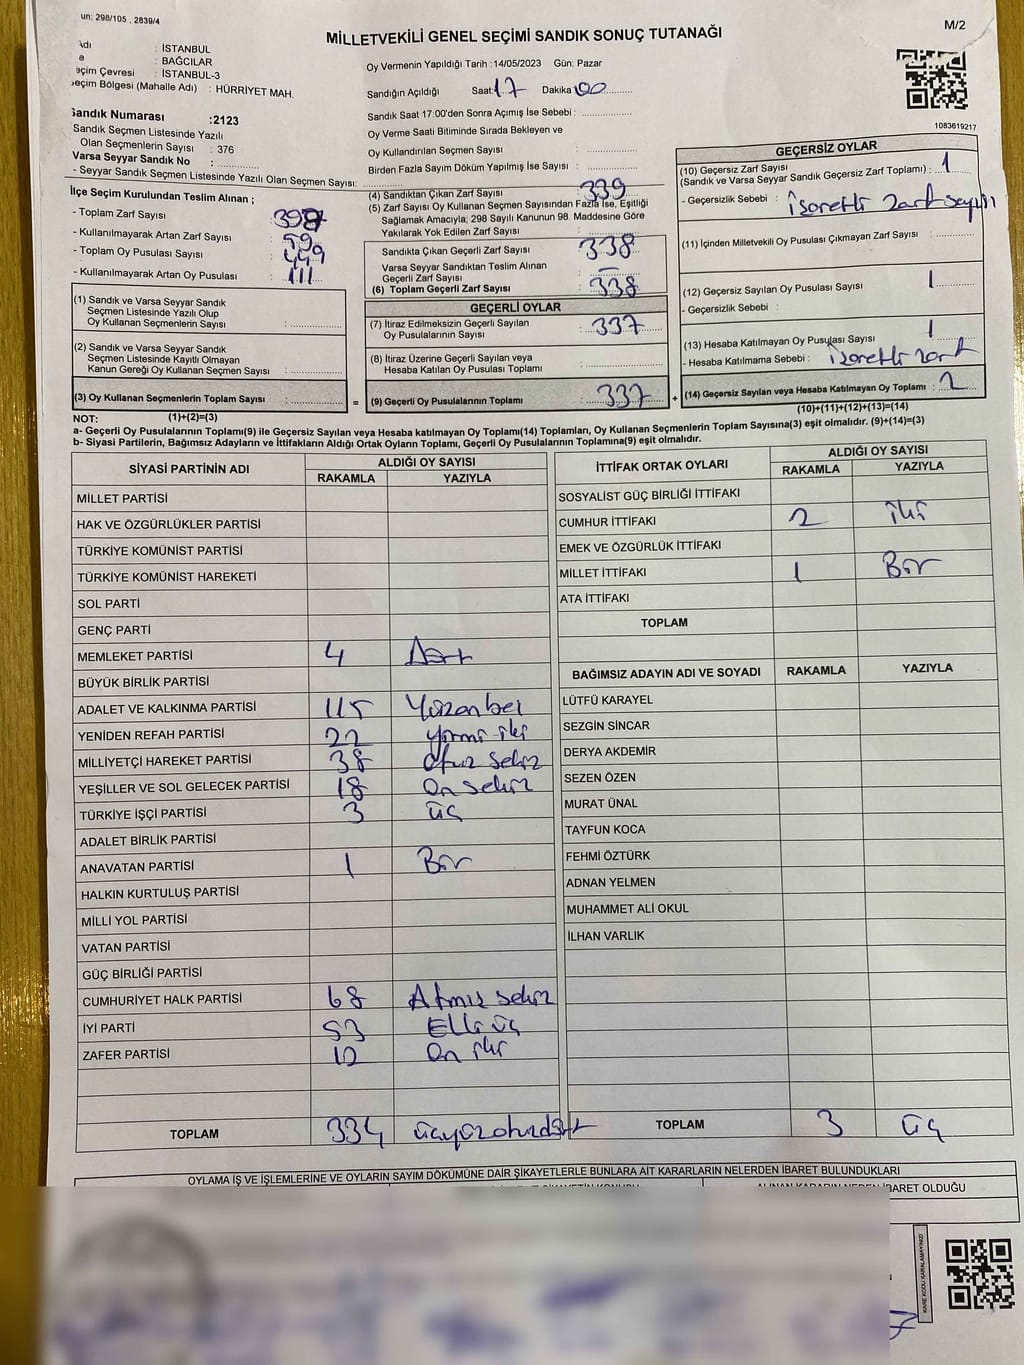 un: 298/105 , 2839/4
M/2
MİLLETVEKİLİ GENEL SEÇİMİ SANDIK SONUÇ TUTANAĞI
: İSTANBUL
: BAĞCILAR
eçim Çevresi : İSTANBUL-3
eçim Bölgesi (Mahalle Adı) : HÜRRİYET MAH.
Sandık Numarası :2123
Sandık Seçmen Listesinde Yazılı
Olan Seçmenlerin Sayısı : 376
Varsa Seyyar Sandık No :
- Seyyar Sandık Seçmen Listesinde Yazılı Olan Seçmen Sayısı:
Oy Vermenin Yapıldığı Tarih :14/05/2023 Gün: Pazar
Sandığın Açıldığı Saat:17 Dakika 00
Sandık Saat 17:00'den Sonra Açımış İse Sebebi :
Oy Verme Saati Bitiminde Sırada Bekleyen ve
Oy Kullandırılan Seçmen Sayısı :
Birden Fazla Sayım Döküm Yapılmış İse Sayısı :
1083619217
İlçe Seçim Kurulundan Teslim Alınan ;
- Toplam Zarf Sayısı : 398
- Kullanılmayarak Artan Zarf Sayısı : 59
- Toplam Oy Pusulası Sayısı : 449
- Kullanılmayarak Artan Oy Pusulası : 111
(4) Sandıktan Çıkan Zarf Sayısı : 339
(5) Zarf Sayısı Oy Kullanan Seçmen Sayısından Fazla İse, Eşitliği
Sağlamak Amacıyla; 298 Sayılı Kanunun 98. Maddesine Göre
Yakılarak Yok Edilen Zarf Sayısı :
Sandıkta Çıkan Geçerli Zarf Sayısı : 338
Varsa Seyyar Sandıktan Teslim Alınan
Geçerli Zarf Sayısı : —
(6) Toplam Geçerli Zarf Sayısı : 338
GEÇERSİZ OYLAR
(10) Geçersiz Zarf Sayısı
(Sandık ve Varsa Seyyar Sandık Geçersiz Zarf Toplamı) : 1
- Geçersizlik Sebebi : İşaretli zarf sayısı
(11) İçinden Milletvekili Oy Pusulası Çıkmayan Zarf Sayısı :
(12) Geçersiz Sayılan Oy Pusulası Sayısı : 1
- Geçersizlik Sebebi :
(13) Hesaba Katılmayan Oy Pusulası Sayısı : 1
- Hesaba Katılmama Sebebi : işaretli zarf
(14) Geçersiz Sayılan veya Hesaba Katılmayan Oy Toplamı : 2
(10)+(11)+(12)+(13)=(14)
(1) Sandık ve Varsa Seyyar Sandık
Seçmen Listesinde Yazılı Olup
Oy Kullanan Seçmenlerin Sayısı :
(2) Sandık ve Varsa Seyyar Sandık
Seçmen Listesinde Kayıtlı Olmayan
Kanun Gereği Oy Kullanan Seçmen Sayısı :
(3) Oy Kullanan Seçmenlerin Toplam Sayısı :
(1)+(2)=(3)
=
GEÇERLİ OYLAR
(7) İtiraz Edilmeksizin Geçerli Sayılan
Oy Pusulalarının Sayısı : 337
(8) İtiraz Üzerine Geçerli Sayılan veya
Hesaba Katılan Oy Pusulası Toplamı :
(9) Geçerli Oy Pusulalarının Toplamı : 337
+
NOT:
a- Geçerli Oy Pusulalarının Toplamı(9) ile Geçersiz Sayılan veya Hesaba katılmayan Oy Toplamı(14) Toplamları, Oy Kullanan Seçmenlerin Toplam Sayısına(3) eşit olmalıdır. (9)+(14)=(3)
b- Siyasi Partilerin, Bağımsız Adayların ve İttifakların Aldığı Ortak Oyların Toplamı, Geçerli Oy Pusulalarının Toplamına(9) eşit olmalıdır.
SİYASİ PARTİNİN ADI ALDIĞI OY SAYISI
RAKAMLA YAZIYLA
MİLLET PARTİSİ
HAK VE ÖZGÜRLÜKLER PARTİSİ
TÜRKİYE KOMÜNİST PARTİSİ
TÜRKİYE KOMÜNİST HAREKETİ
SOL PARTİ
GENÇ PARTİ
MEMLEKET PARTİSİ 4 Dört
BÜYÜK BİRLİK PARTİSİ
ADALET VE KALKINMA PARTİSİ 115 Yüzonbeş
YENİDEN REFAH PARTİSİ 22 yirmi iki
MİLLİYETÇİ HAREKET PARTİSİ 38 Otuz sekiz
YEŞİLLER VE SOL GELECEK PARTİSİ 18 On sekiz
TÜRKİYE İŞÇİ PARTİSİ 3 üç
ADALET BİRLİK PARTİSİ
ANAVATAN PARTİSİ 1 Bir
HALKIN KURTULUŞ PARTİSİ
MİLLİ YOL PARTİSİ
VATAN PARTİSİ
GÜÇ BİRLİĞİ PARTİSİ
CUMHURİYET HALK PARTİSİ 68 Atmış sekiz
İYİ PARTİ 53 Elli üç
ZAFER PARTİSİ 12 On iki
TOPLAM 334 üçyüzotuzdört
İTTİFAK ORTAK OYLARI ALDIĞI OY SAYISI
RAKAMLA YAZIYLA
SOSYALİST GÜÇ BİRLİĞİ İTTİFAKI
CUMHUR İTTİFAKI 2 iki
EMEK VE ÖZGÜRLÜK İTTİFAKI
MİLLET İTTİFAKI 1 Bir
ATA İTTİFAKI
TOPLAM
BAĞIMSIZ ADAYIN ADI VE SOYADI RAKAMLA YAZIYLA
LÜTFÜ KARAYEL
SEZGİN SİNCAR
DERYA AKDEMİR
SEZEN ÖZEN
MURAT ÜNAL
TAYFUN KOCA
FEHMİ ÖZTÜRK
ADNAN YELMEN
MUHAMMET ALİ OKUL
İLHAN VARLIK
TOPLAM 3 üç
OYLAMA İŞ VE İŞLEMLERİNE VE OYLARIN SAYIM DÖKÜMÜNE DAİR ŞİKAYETLERLE BUNLARA AİT KARARLARIN NELERDEN İBARET BULUNDUKLARI
İBARET OLDUĞU
KARE KODU KARALAMAYINIZ!